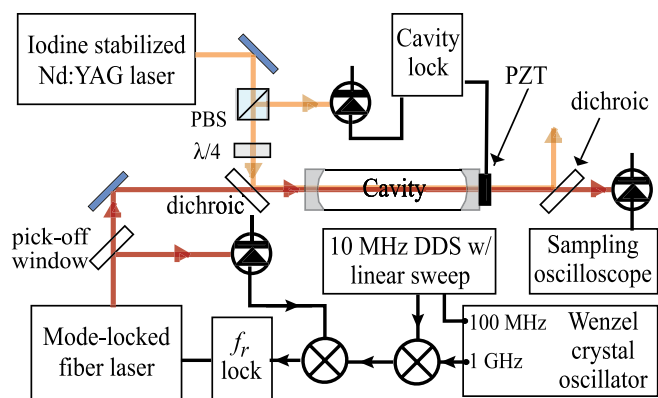 Iodine stabilized
Nd:YAG laser
Cavity
lock
PZT
dichroic
PBS
λ/4
Cavity
dichroic
pick-off
window
10 MHz DDS w/
linear sweep
Sampling
oscilloscope
Mode-locked
fiber laser
fr
lock
100 MHz
1 GHz
Wenzel
crystal
oscillator